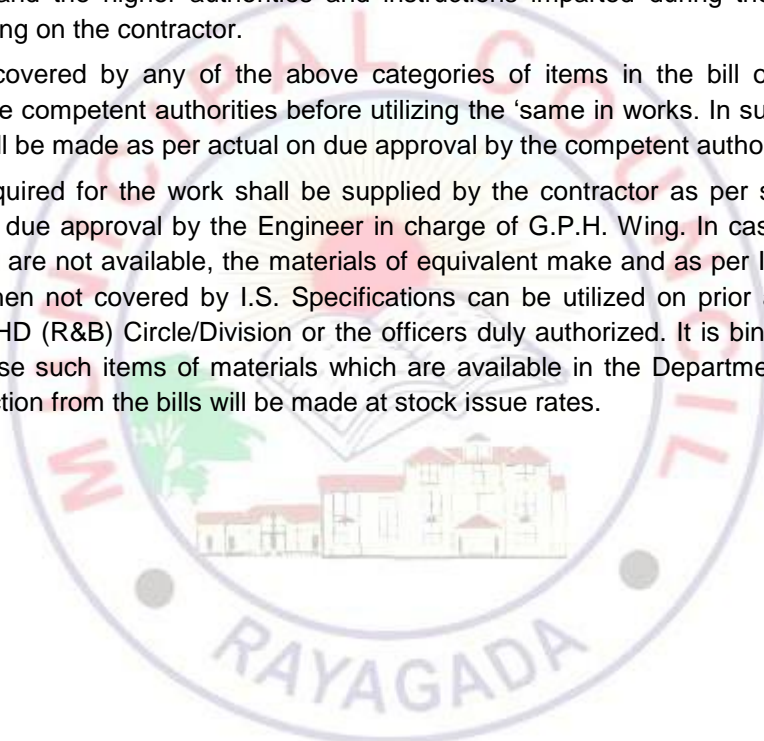 and the higher authorities and instructions imparted during the
ng on the contractor.
covered by any of the above categories of items in the bill o
e competent authorities before utilizing the ‘same in works. In su
ll be made as per actual on due approval by the competent autho
quired for the work shall be supplied by the contractor as per s
due approval by the Engineer in charge of G.P.H. Wing. In cas
are not available, the materials of equivalent make and as per I
hen not covered by I.S. Specifications can be utilized on prior
HD (R&B) Circle/Division or the officers duly authorized. It is bin
se such items of materials which are available in the Departme
ction from the bills will be made at stock issue rates.
MUNICIPAL COUNCIL
RAYAGADA